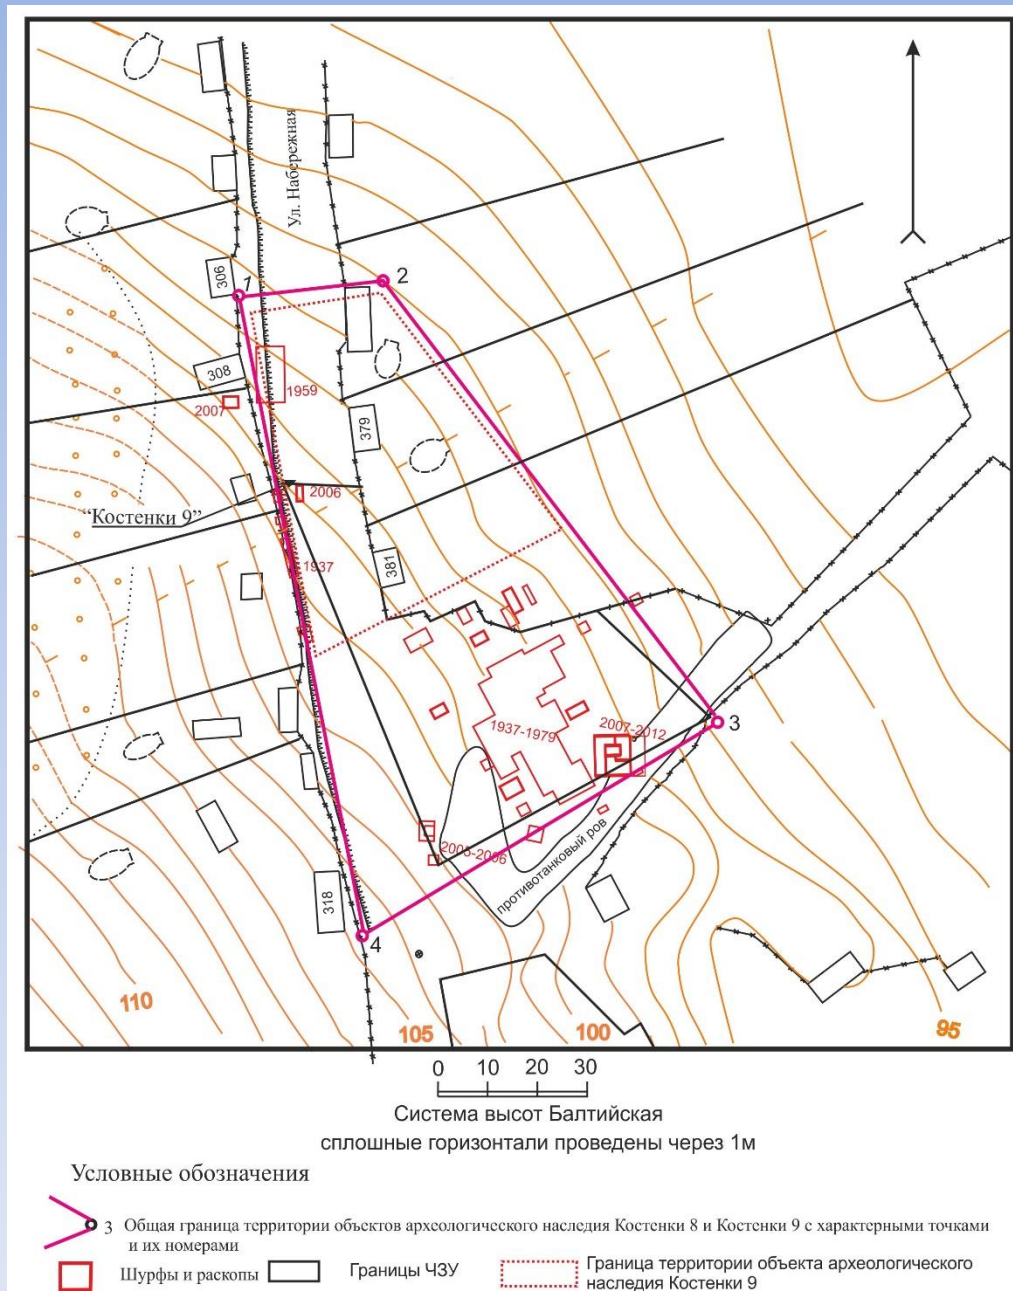 Ул. Набережная
306
1
2
308
1959
2007
379
2006
"Костенки 9"
1937
381
1937-1979
2007-2012
3
2005-2006
противотанковый ров
318
4
110
105
100
95
0 10 20 30
Система высот Балтийская
сплошные горизонтали проведены через 1м
Условные обозначения
3 Общая граница территории объектов археологического наследия Костенки 8 и Костенки 9 с характерными точками
и их номерами
Шурфы и раскопы
Границы ЧЗУ
Граница территории объекта археологического
наследия Костенки 9